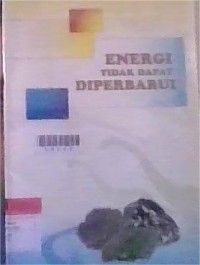 ENERGI
TIDAK DAPAT
DIPERBARUI